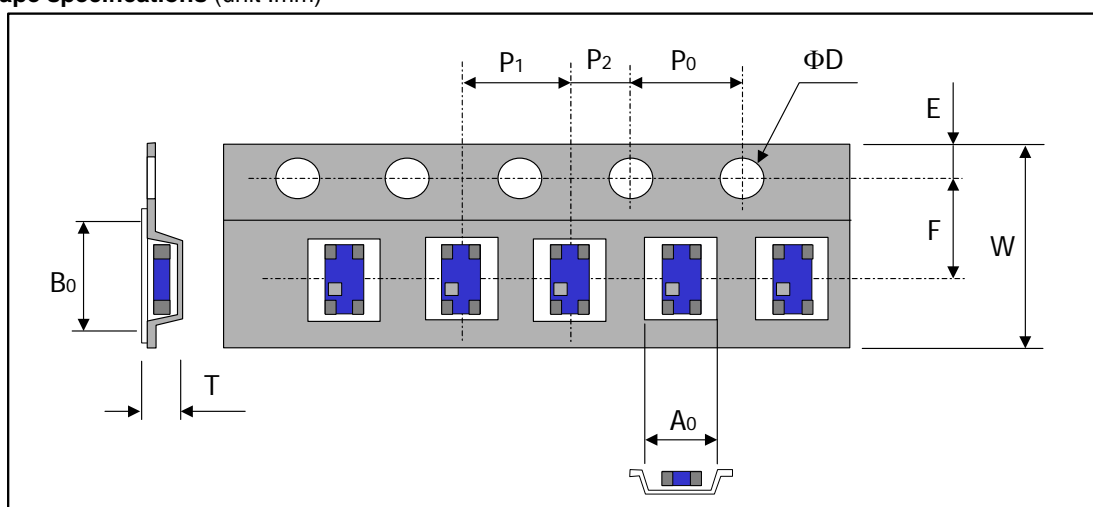 ape specifications (unit :mm)
P1 P2 P0 ΦD
E
F
W
B0
T
A0